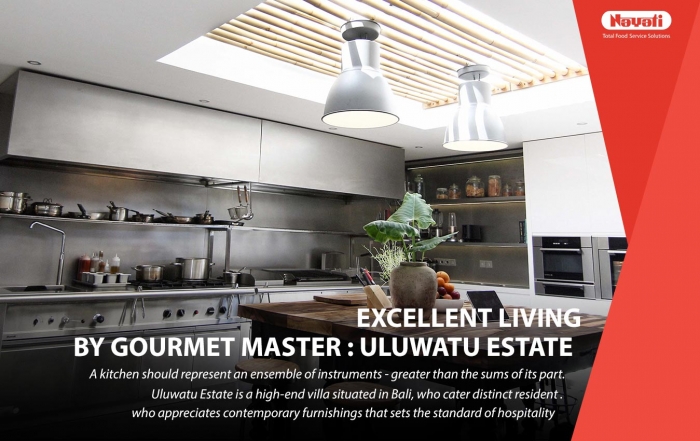 Navati
Total Food Service Solutions
EXCELLENT LIVING
BY GOURMET MASTER : ULUWATU ESTATE
A kitchen should represent an ensemble of instruments - greater than the sums of its part.
Uluwatu Estate is a high-end villa situated in Bali, who cater distinct resident .
who appreciates contemporary furnishings that sets the standard of hospitality